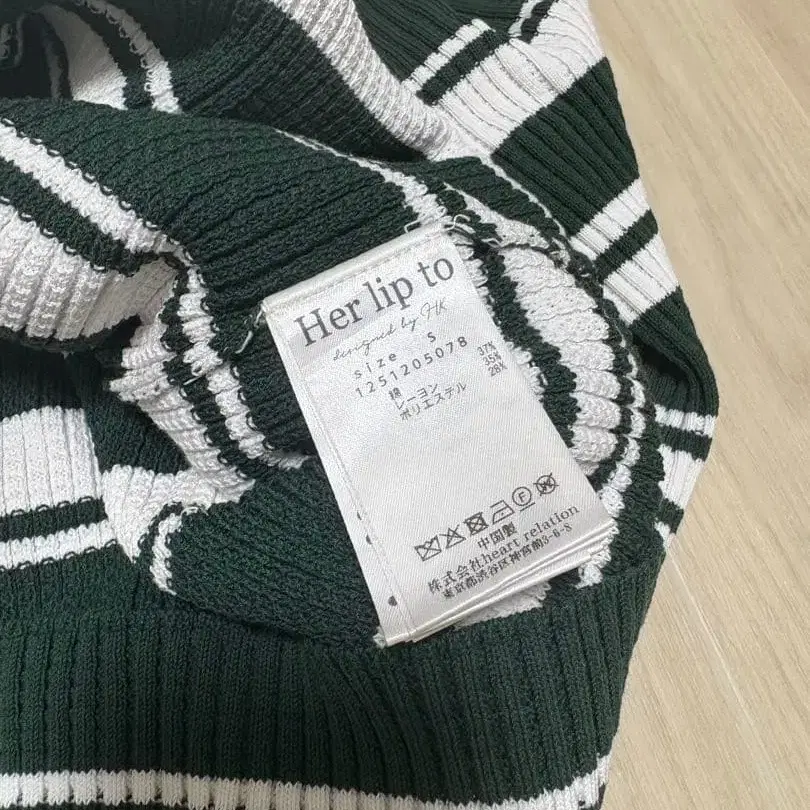 Her lip to
designed by HK
size S
1251205078
綿 37%
レーヨン 35%
ポリエステル 28%
中国製
株式会社heart relation
東京都渋谷区神宮前3-6-8